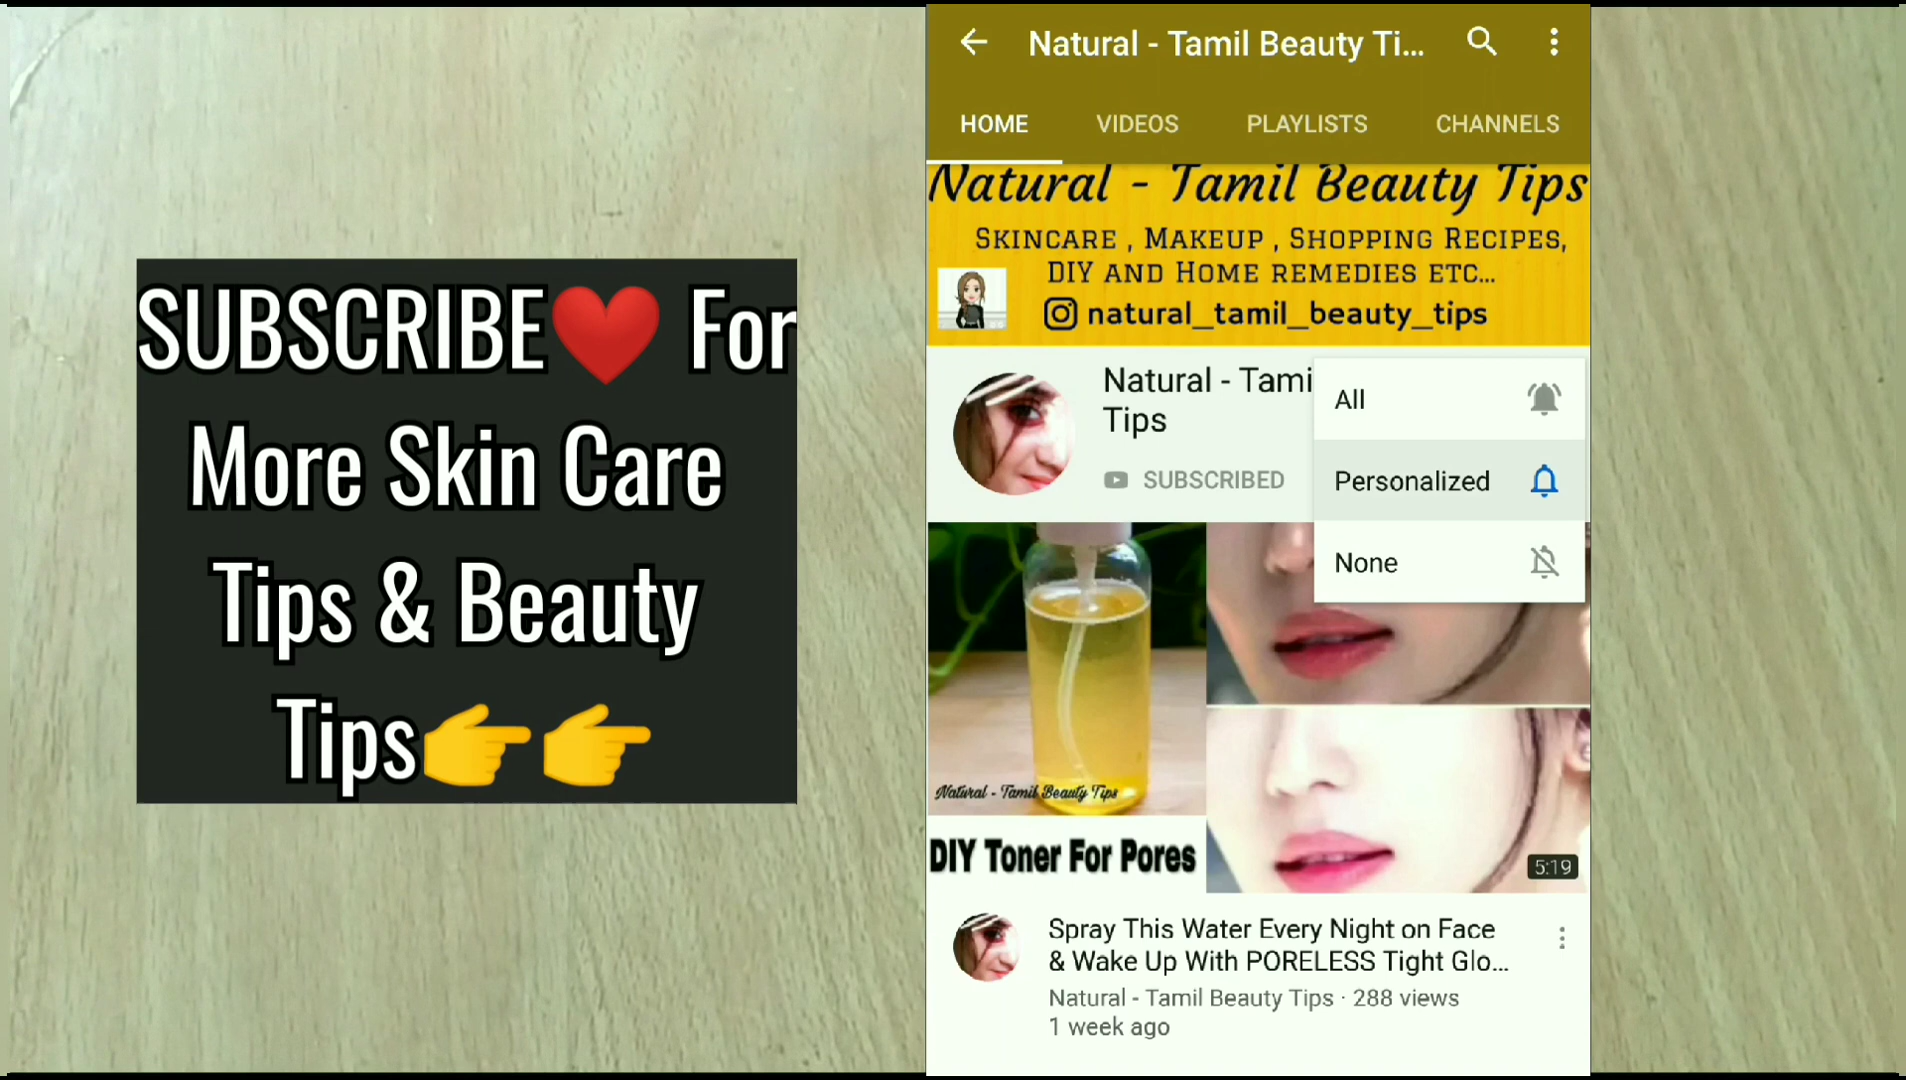 SUBSCRIBE❤️ For
More Skin Care
Tips & Beauty
Tips👉👉
Natural - Tamil Beauty Ti...
HOME VIDEOS PLAYLISTS CHANNELS
Natural - Tamil Beauty Tips
SKINCARE , MAKEUP , SHOPPING RECIPES,
DIY AND HOME REMEDIES ETC...
natural_tamil_beauty_tips
Natural - Tami
Tips
SUBSCRIBED
All
Personalized
None
Natural - Tamil Beauty Tips
DIY Toner For Pores
5:19
Spray This Water Every Night on Face
& Wake Up With PORELESS Tight Glo...
Natural - Tamil Beauty Tips · 288 views
1 week ago